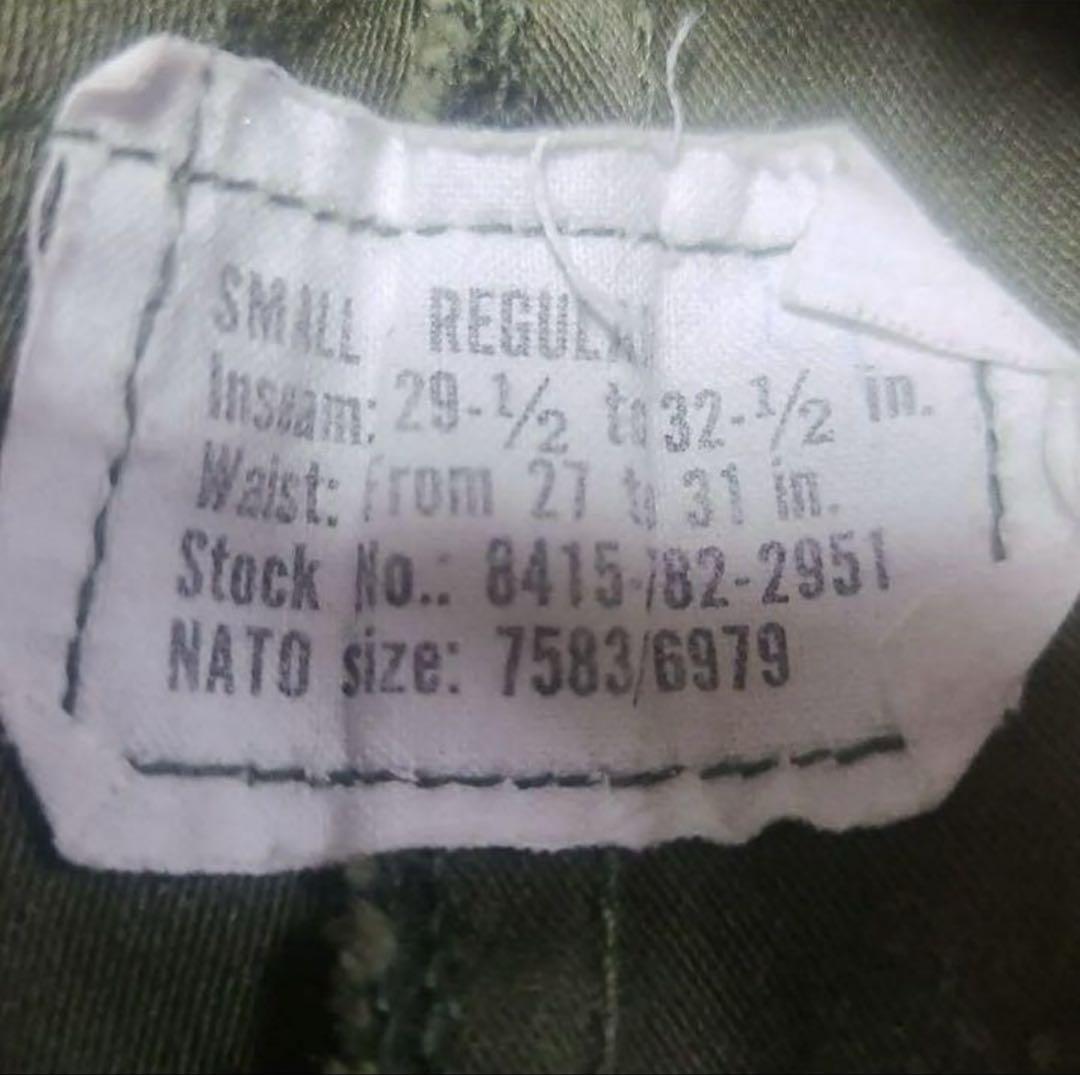 SMALL REGULAR
Inseam: 29-1/2 to 32-1/2 in.
Waist: from 27 to 31 in.
Stock No.: 8415-782-2951
NATO size: 7583/6979